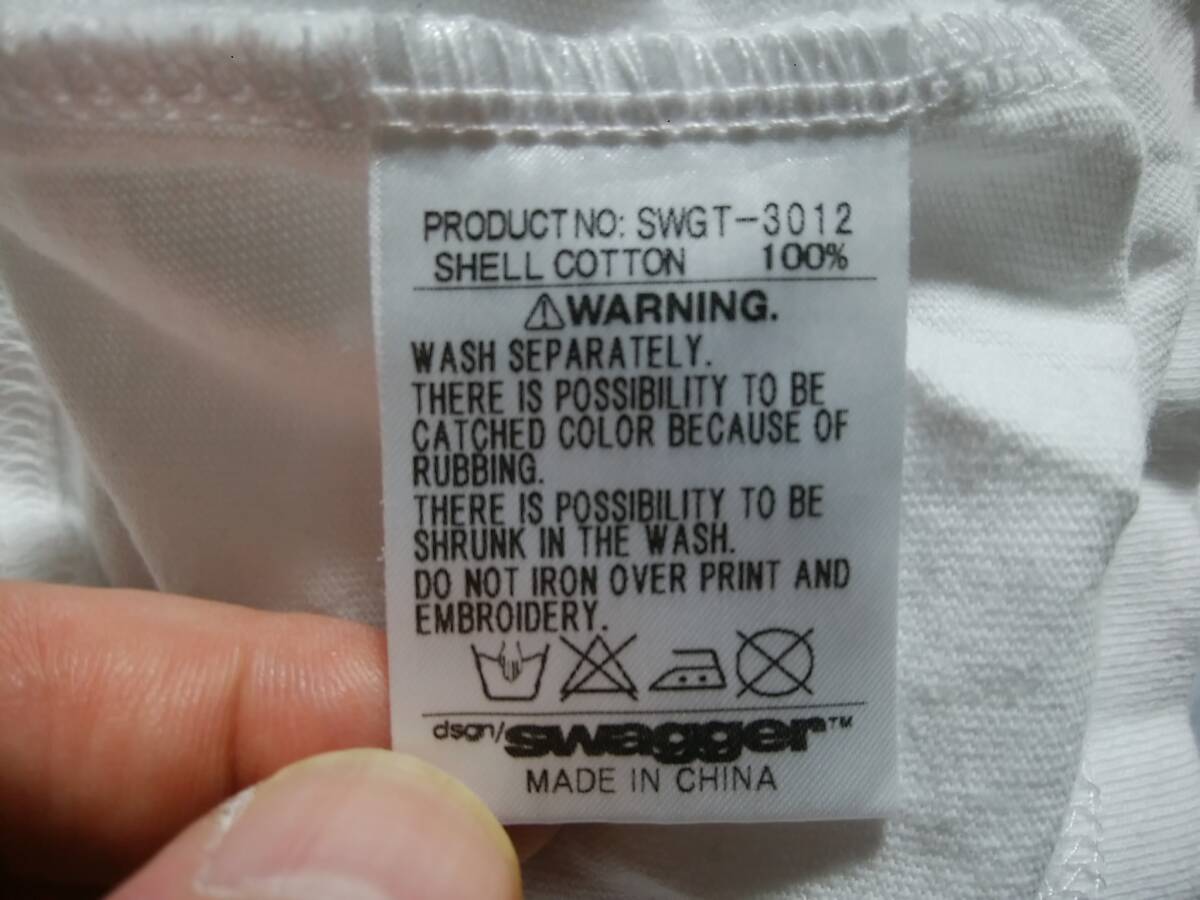 PRODUCT NO: SWGT-3012
SHELL COTTON 100%
⚠WARNING.
WASH SEPARATELY.
THERE IS POSSIBILITY TO BE
CATCHED COLOR BECAUSE OF
RUBBING.
THERE IS POSSIBILITY TO BE
SHRUNK IN THE WASH.
DO NOT IRON OVER PRINT AND
EMBROIDERY.
dsgn/swagger™
MADE IN CHINA